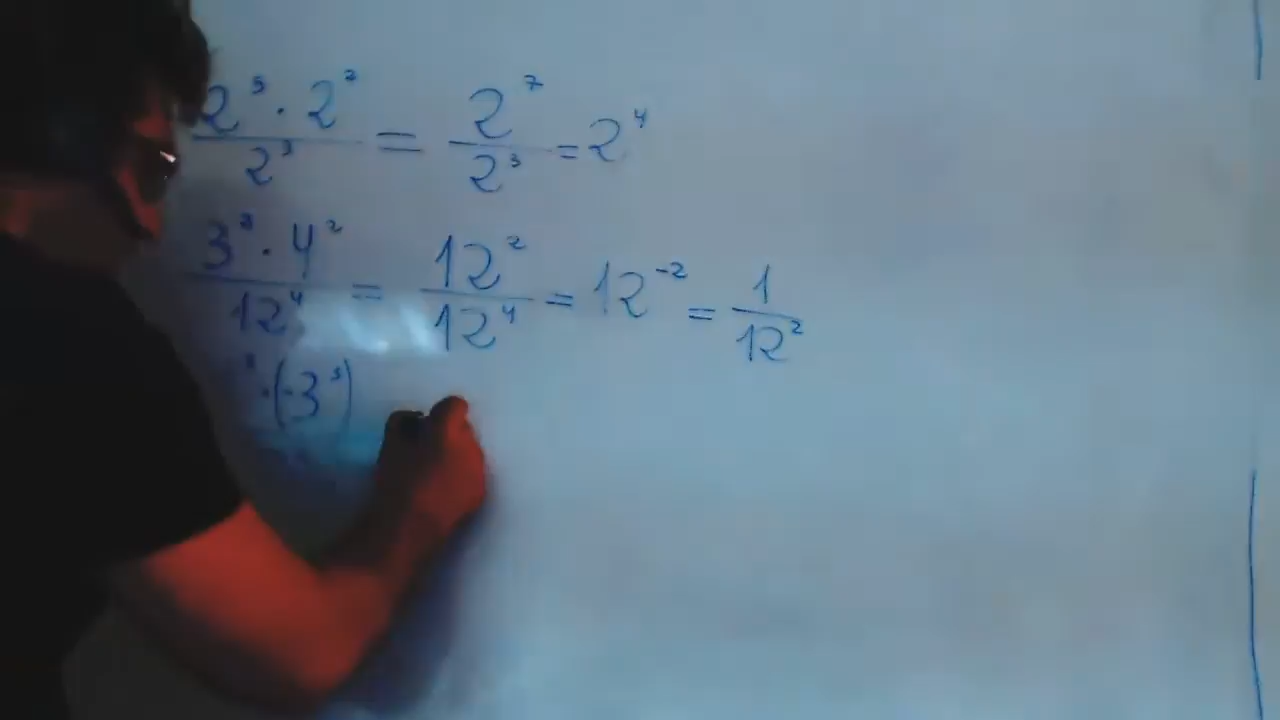 2⁵ · 2² / 2³ = 2⁷ / 2³ = 2⁴
3² · 4² / 12⁴ = 12² / 12⁴ = 12⁻² = 1 / 12²
· (-3³)